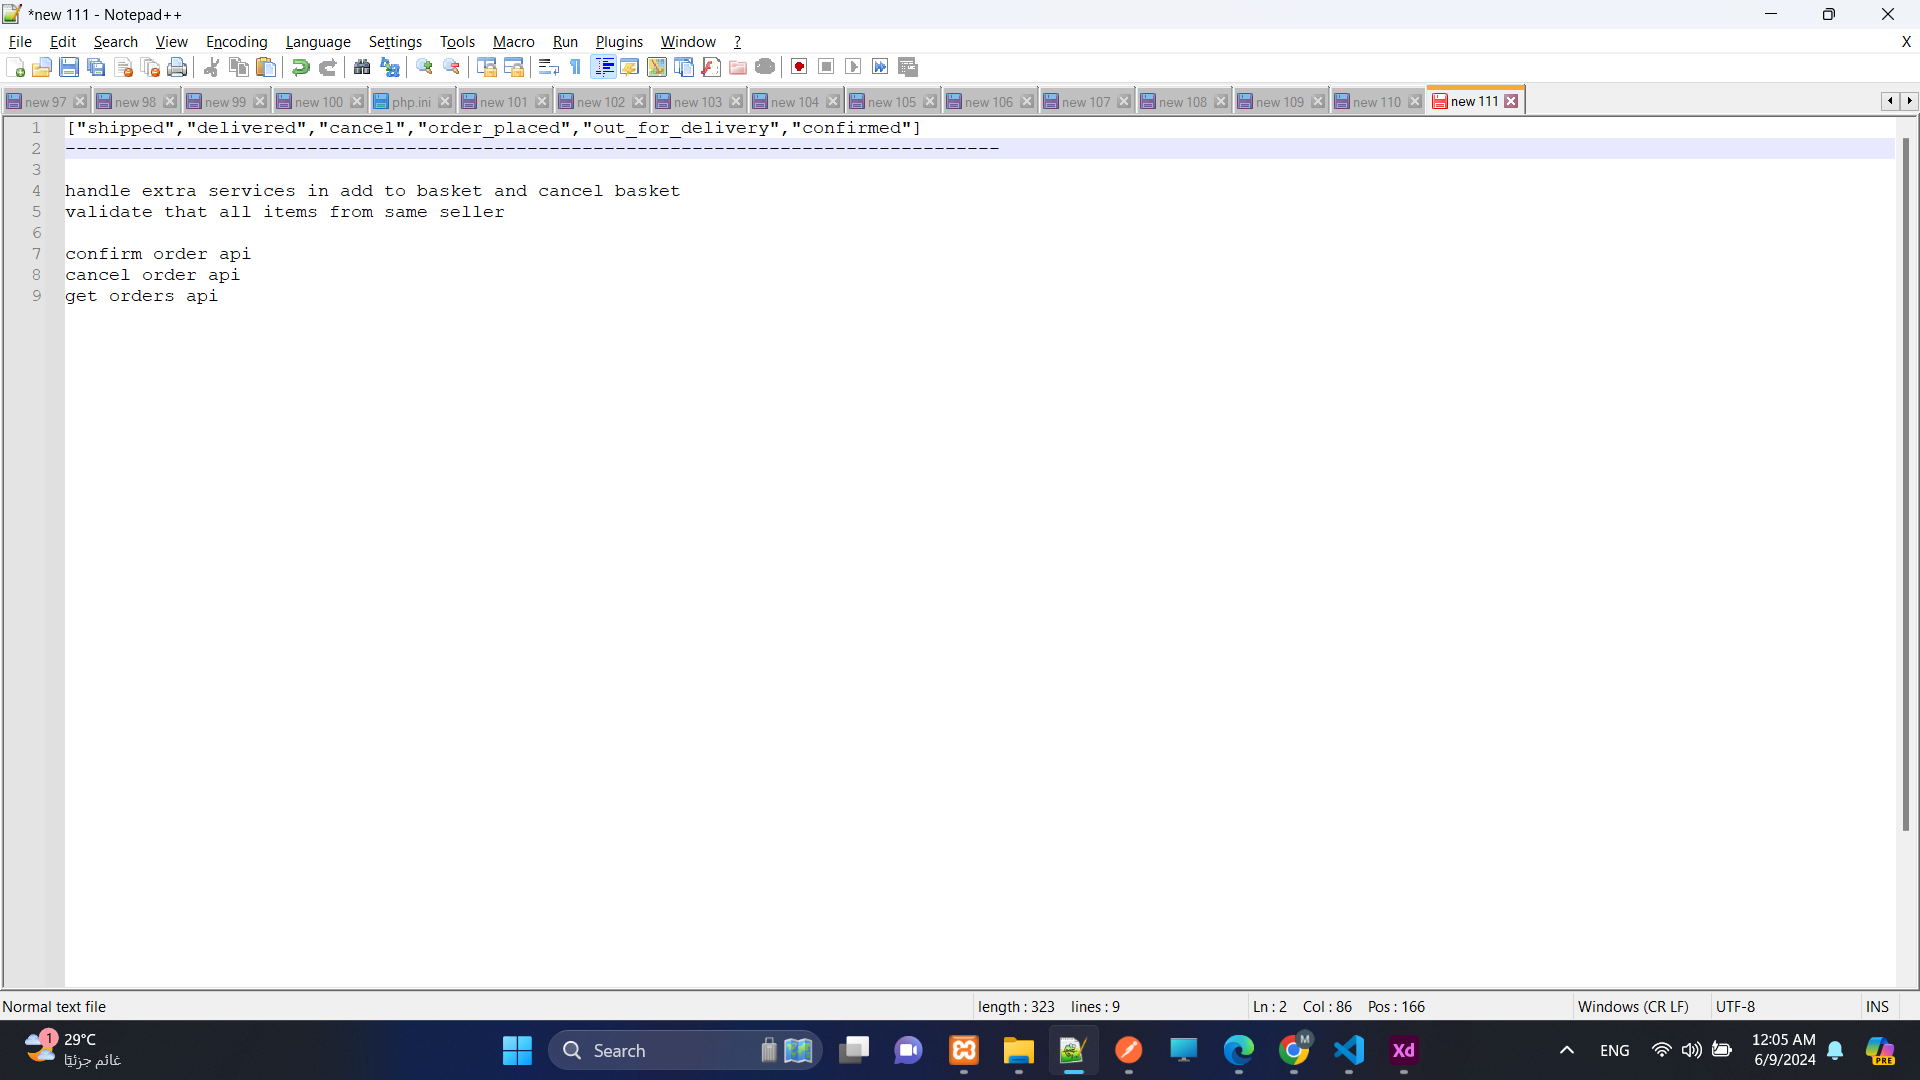 *new 111 - Notepad++
File Edit Search View Encoding Language Settings Tools Macro Run Plugins Window ? X
new 97 new 98 new 99 new 100 php.ini new 101 new 102 new 103 new 104 new 105 new 106 new 107 new 108 new 109 new 110 new 111
1 ["shipped","delivered","cancel","order_placed","out_for_delivery","confirmed"]
2 -------------------------------------------------------------------------------------
3
4 handle extra services in add to basket and cancel basket
5 validate that all items from same seller
6
7 confirm order api
8 cancel order api
9 get orders api
Normal text file length : 323 lines : 9 Ln : 2 Col : 86 Pos : 166 Windows (CR LF) UTF-8 INS
1 29°C Search M Xd ENG 12:05 AM PRE
غائم جزئيًا 6/9/2024